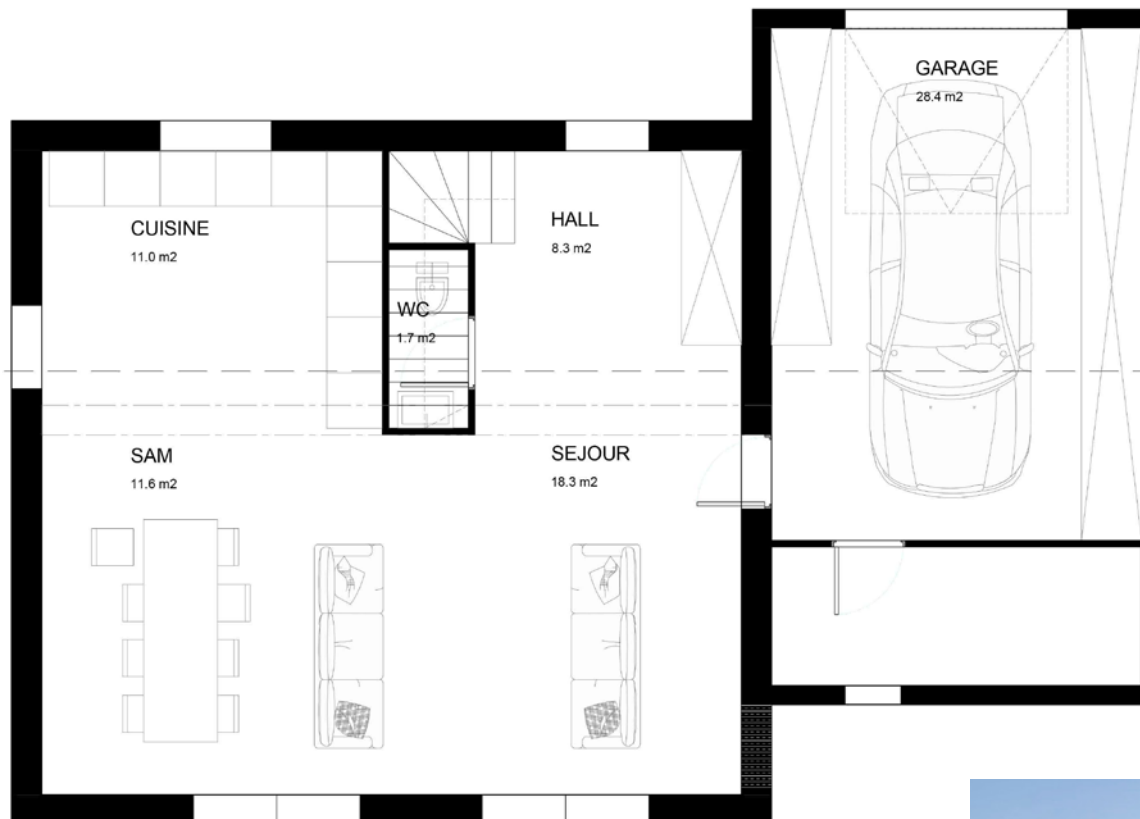 GARAGE
28.4 m2
CUISINE
11.0 m2
HALL
8.3 m2
WC
1.7 m2
SAM
11.6 m2
SEJOUR
18.3 m2